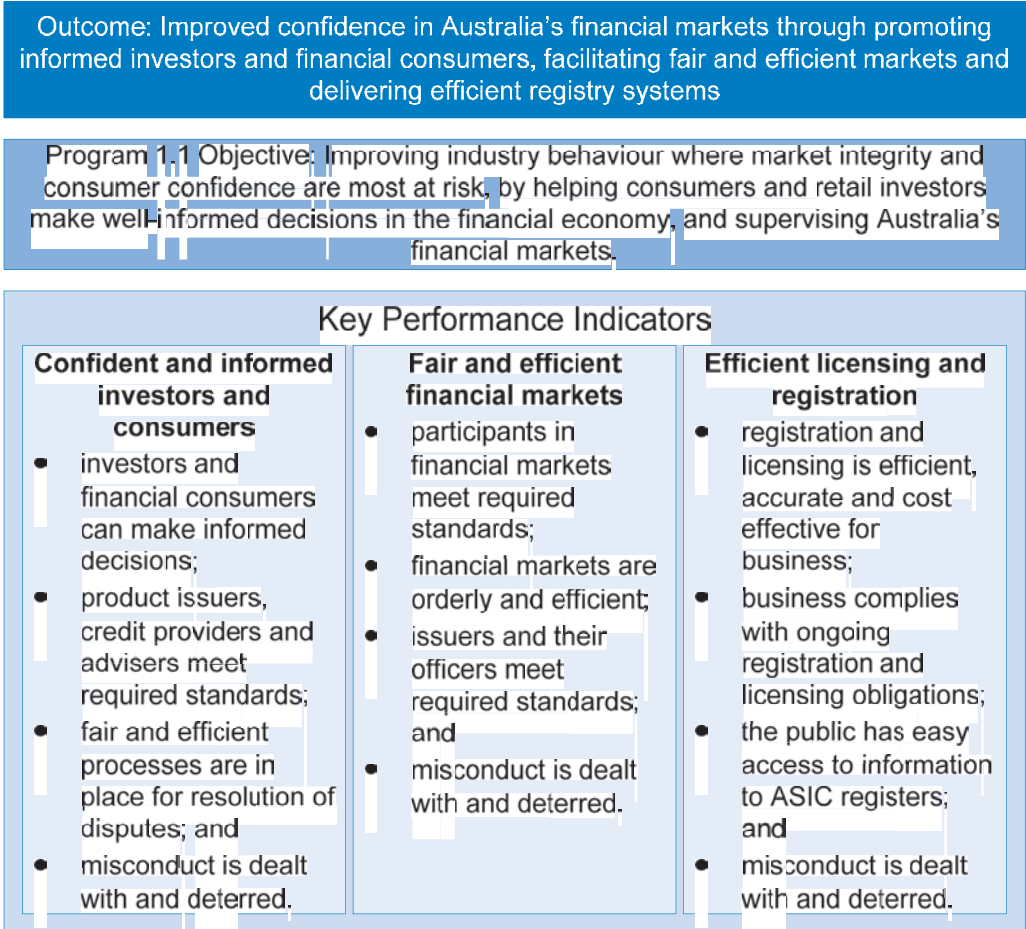 Outcome: Improved confidence in Australia's financial markets through promoting
informed investors and financial consumers, facilitating fair and efficient markets and
delivering efficient registry systems
Program 1.1 Objective: Improving industry behaviour where market integrity and
consumer confidence are most at risk, by helping consumers and retail investors
make well-informed decisions in the financial economy, and supervising Australia's
financial markets.
Key Performance Indicators
Confident and informed
investors and
consumers
• investors and
financial consumers
can make informed
decisions;
• product issuers,
credit providers and
advisers meet
required standards;
• fair and efficient
processes are in
place for resolution of
disputes; and
• misconduct is dealt
with and deterred.
Fair and efficient
financial markets
• participants in
financial markets
meet required
standards;
• financial markets are
orderly and efficient;
• issuers and their
officers meet
required standards;
and
• misconduct is dealt
with and deterred.
Efficient licensing and
registration
• registration and
licensing is efficient,
accurate and cost
effective for
business;
• business complies
with ongoing
registration and
licensing obligations;
• the public has easy
access to information
to ASIC registers;
and
• misconduct is dealt
with and deterred.